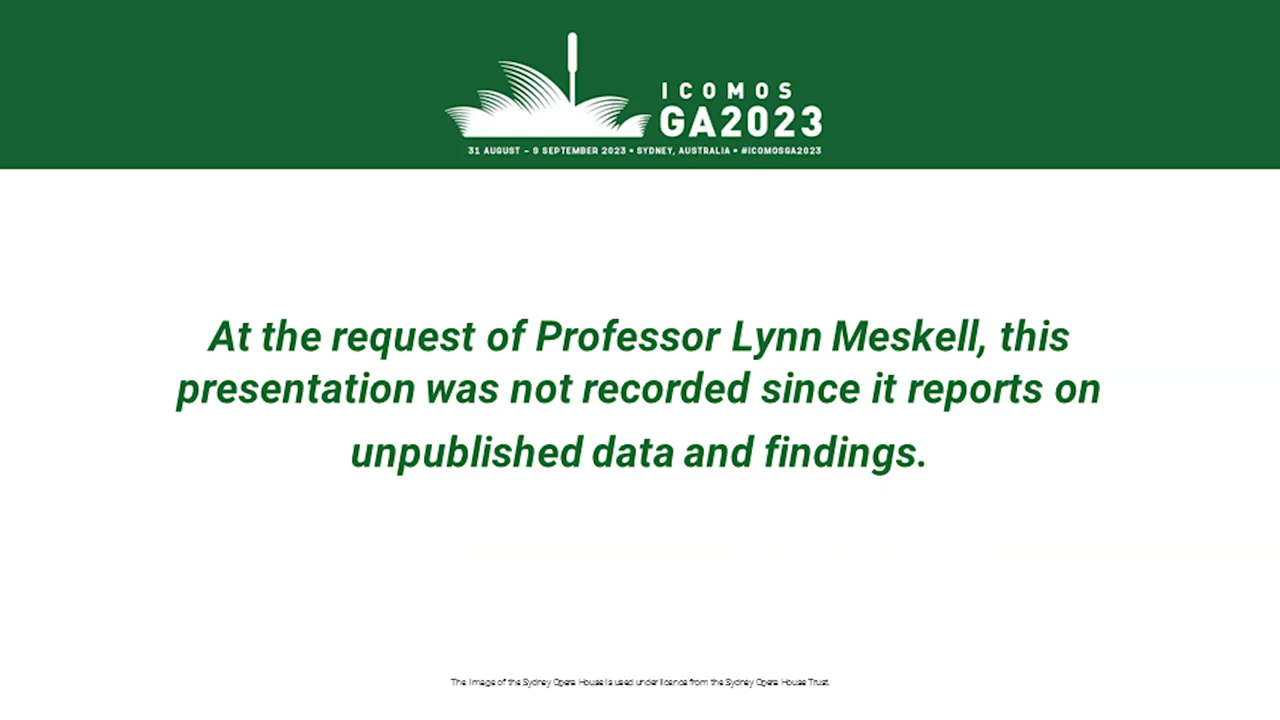 ICOMOS
GA2023
31 AUGUST – 9 SEPTEMBER 2023 • SYDNEY, AUSTRALIA • #ICOMOSGA2023
At the request of Professor Lynn Meskell, this
presentation was not recorded since it reports on
unpublished data and findings.
The image of the Sydney Opera House is used under licence from the Sydney Opera House Trust.